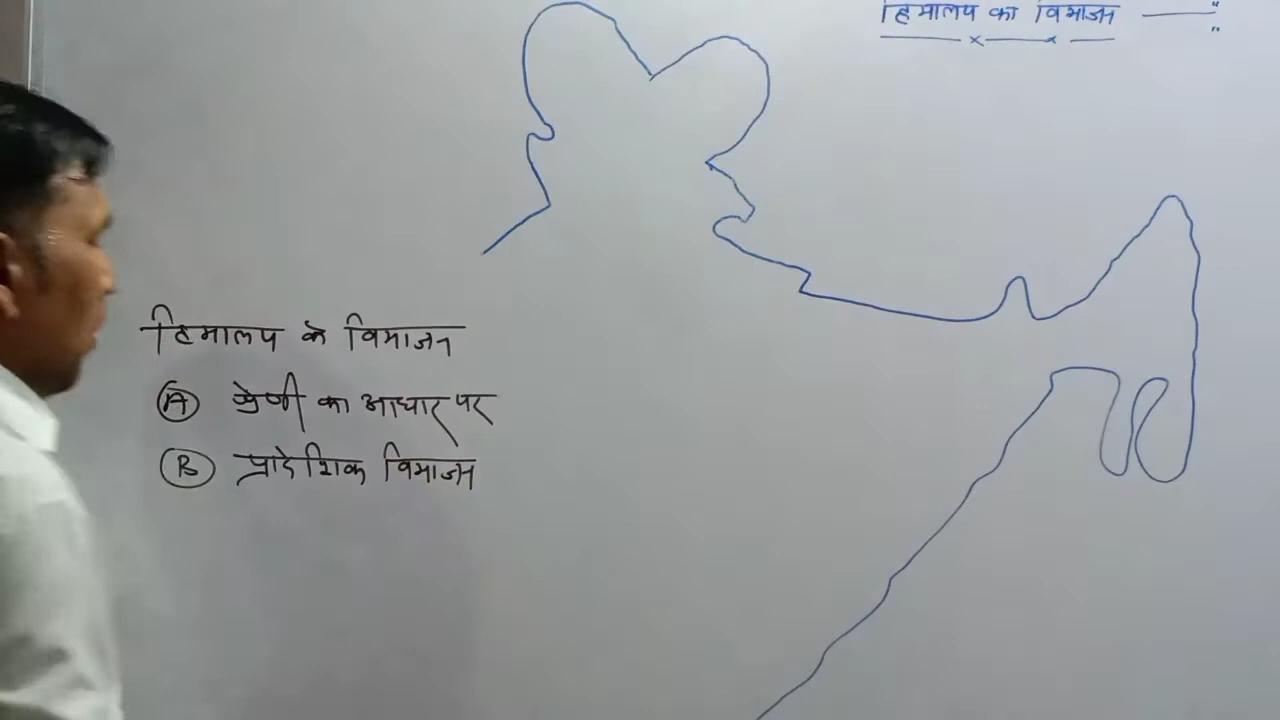 हिमालय का विभाजन ——— "
हिमालय के विभाजन
(A) श्रेणी का आधार पर
(B) प्रादेशिक विभाजन